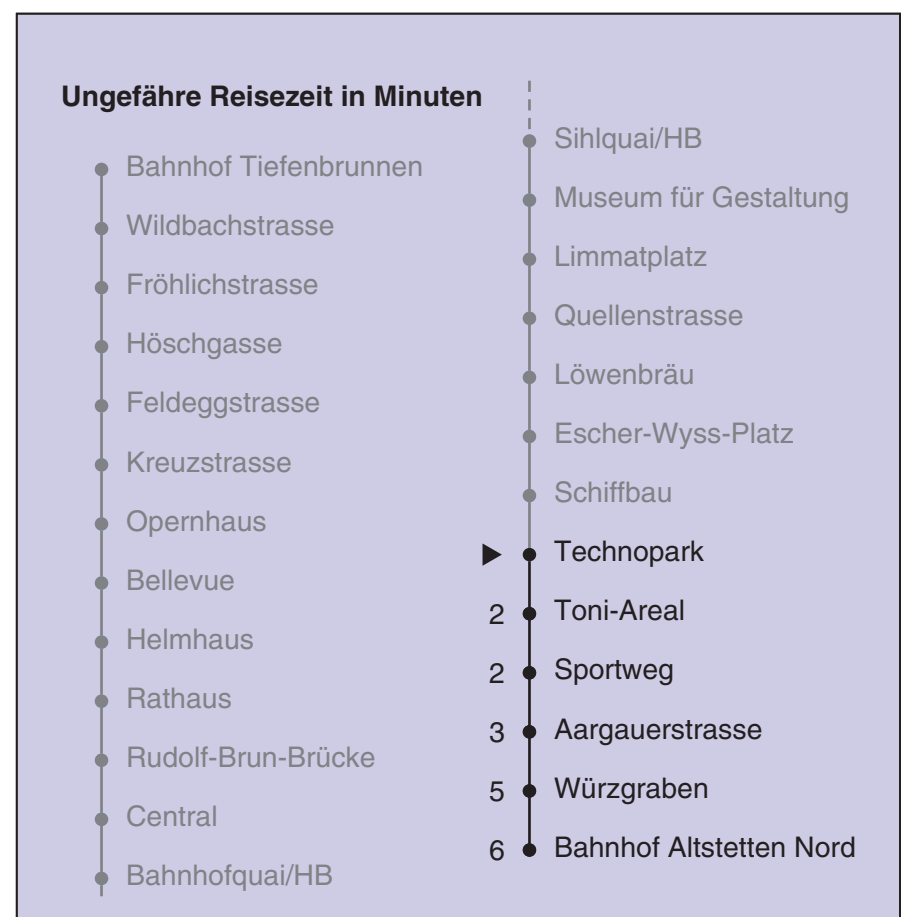 Ungefähre Reisezeit in Minuten
Bahnhof Tiefenbrunnen
Wildbachstrasse
Fröhlichstrasse
Höschgasse
Feldeggstrasse
Kreuzstrasse
Opernhaus
Bellevue
Helmhaus
Rathaus
Rudolf-Brun-Brücke
Central
Bahnhofquai/HB
Sihlquai/HB
Museum für Gestaltung
Limmatplatz
Quellenstrasse
Löwenbräu
Escher-Wyss-Platz
Schiffbau
Technopark
2 Toni-Areal
2 Sportweg
3 Aargauerstrasse
5 Würzgraben
6 Bahnhof Altstetten Nord